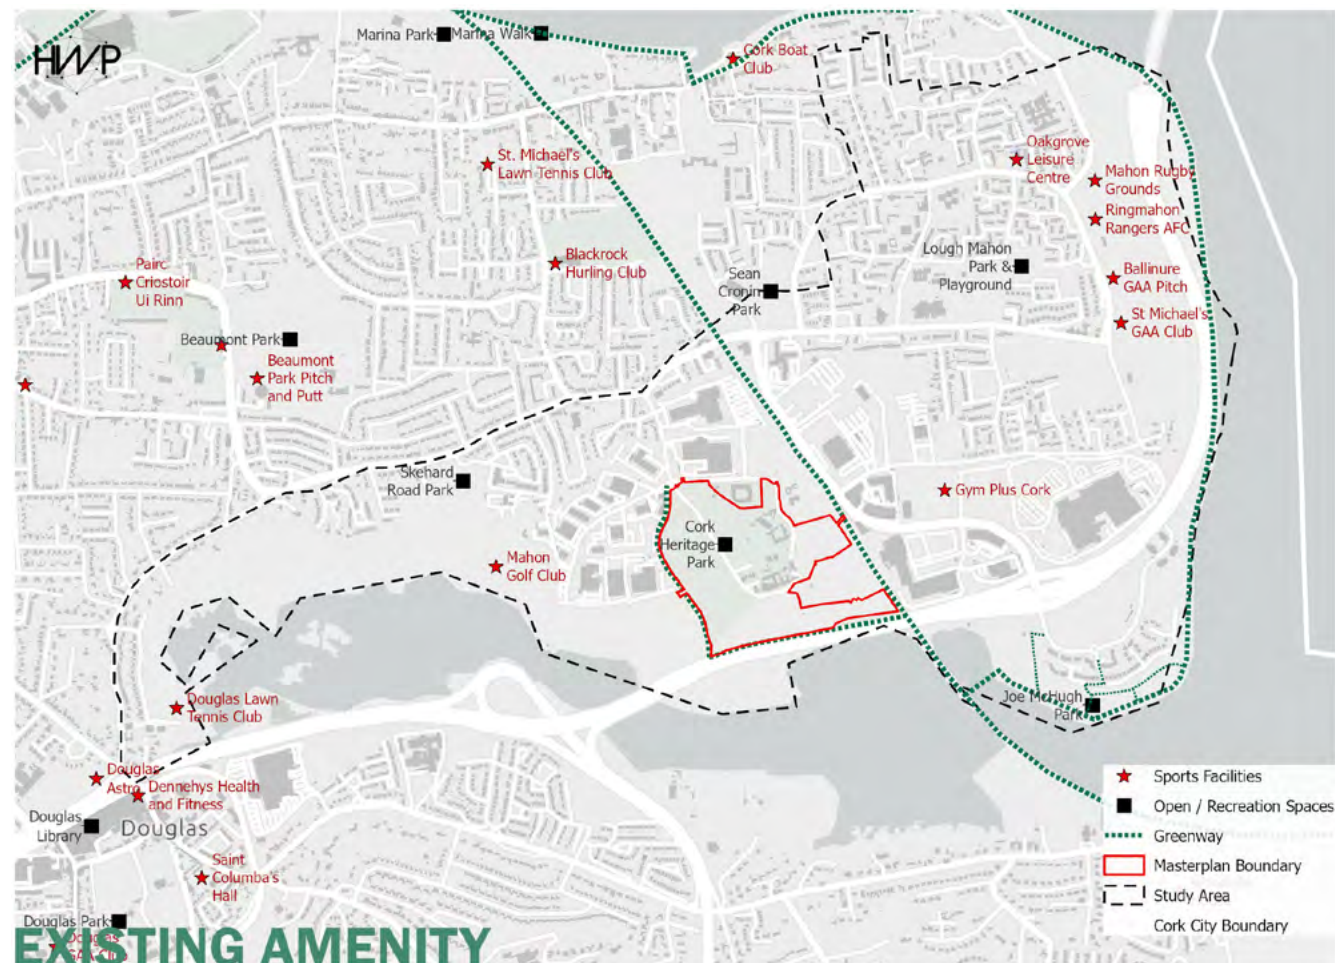 HWP
Marina Park
Marina Walk
Cork Boat
Club
St. Michael's
Lawn Tennis Club
Oakgrove
Leisure
Centre
Mahon Rugby
Grounds
Ringmahon
Rangers AFC
Pairc
Criostoir
Ui Rinn
Blackrock
Hurling Club
Sean
Cronin
Park
Lough Mahon
Park &
Playground
Ballinure
GAA Pitch
St Michael's
GAA Club
Beaumont Park
Beaumont
Park Pitch
and Putt
Skehard
Road Park
Gym Plus Cork
Cork
Heritage
Park
Mahon
Golf Club
Douglas Lawn
Tennis Club
Joe McHugh
Park
Douglas
Astro
Dennehys Health
and Fitness
Douglas
Library
Douglas
Saint
Columba's
Hall
Douglas Park
Douglas
GAA Club
EXISTING AMENITY
Sports Facilities
Open / Recreation Spaces
Greenway
Masterplan Boundary
Study Area
Cork City Boundary